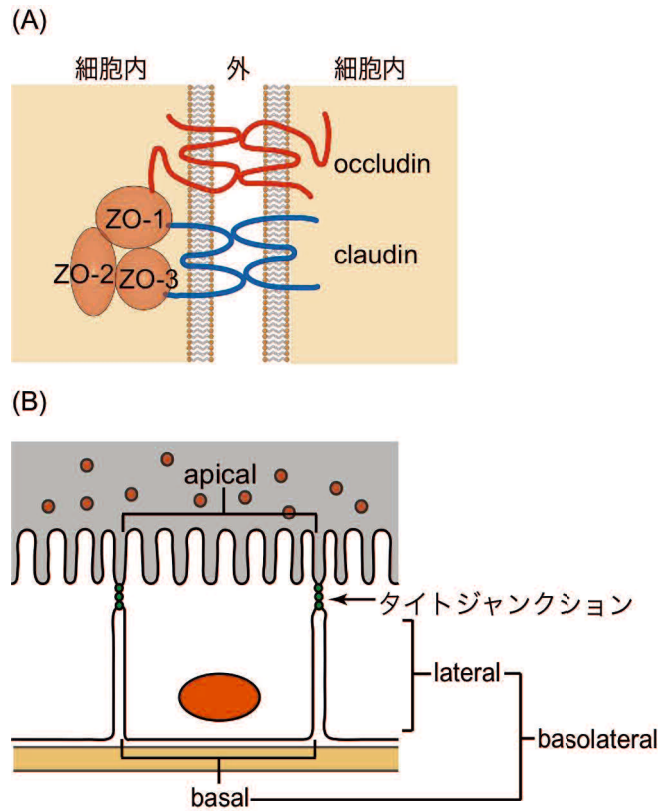 (A)
細胞内 外 細胞内
occludin
ZO-1
claudin
ZO-2 ZO-3
(B)
apical
タイトジャンクション
lateral
basolateral
basal